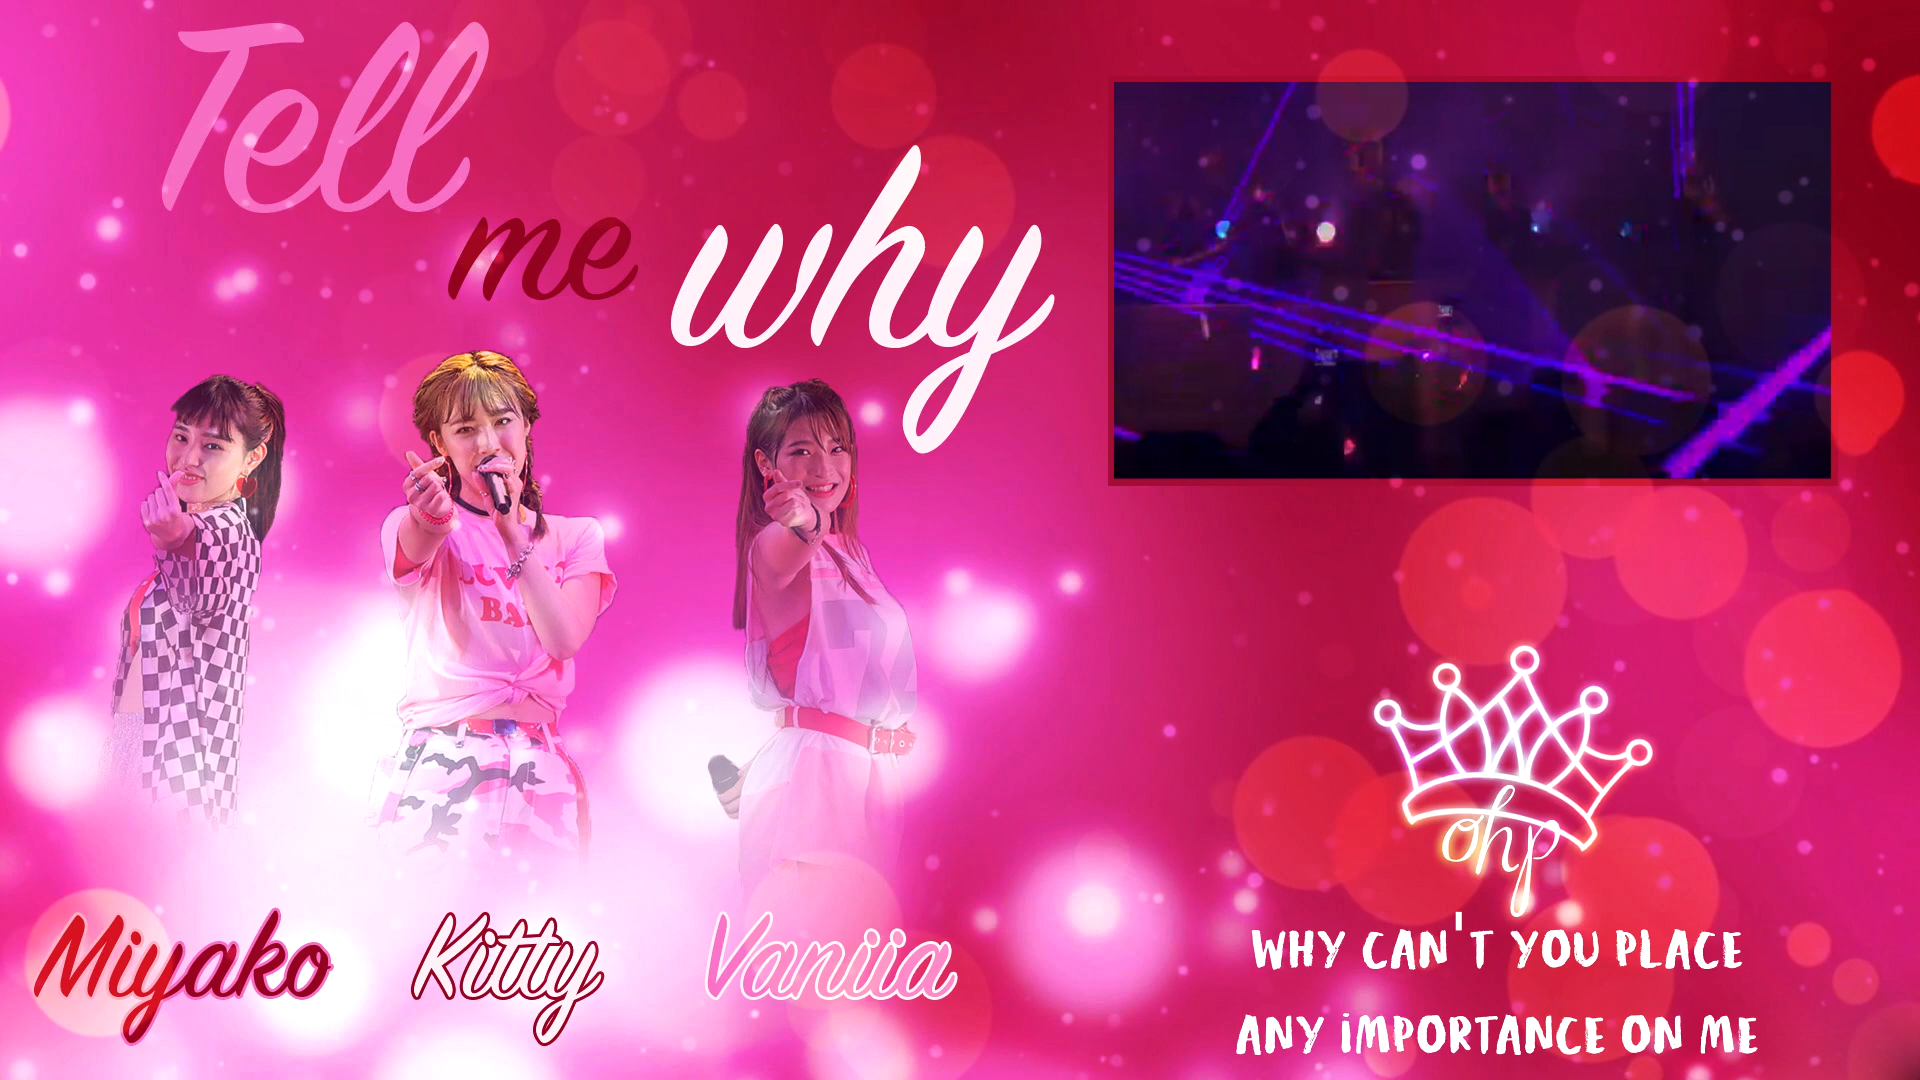 Tell
me why
Miyako Kitty Vaniia
ohp
WHY CAN'T YOU PLACE
ANY IMPORTANCE ON ME